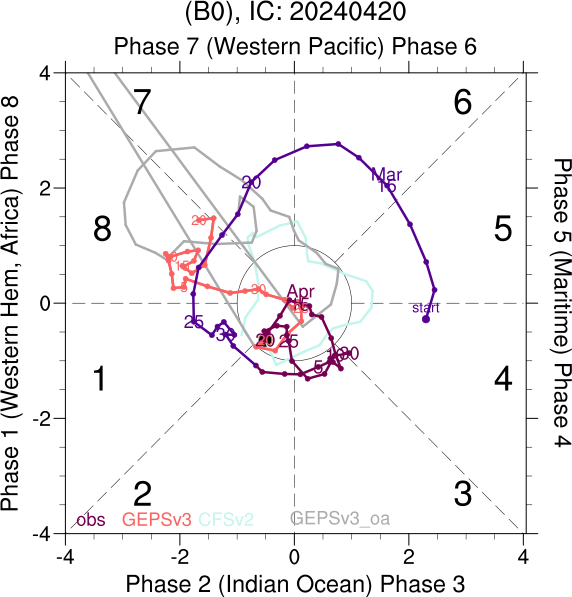 (B0), IC: 20240420
Phase 7 (Western Pacific) Phase 6
Phase 1 (Western Hem, Africa) Phase 8
Phase 5 (Maritime) Phase 4
4
2
0
-2
-4
7
6
8
5
1
4
2
3
Mar
15
20
start
20
15
5
30
25
Apr
15
25
20
5
obs GEPSv3 CFSv2 GEPSv3_oa
-4 -2 0 2 4
Phase 2 (Indian Ocean) Phase 3